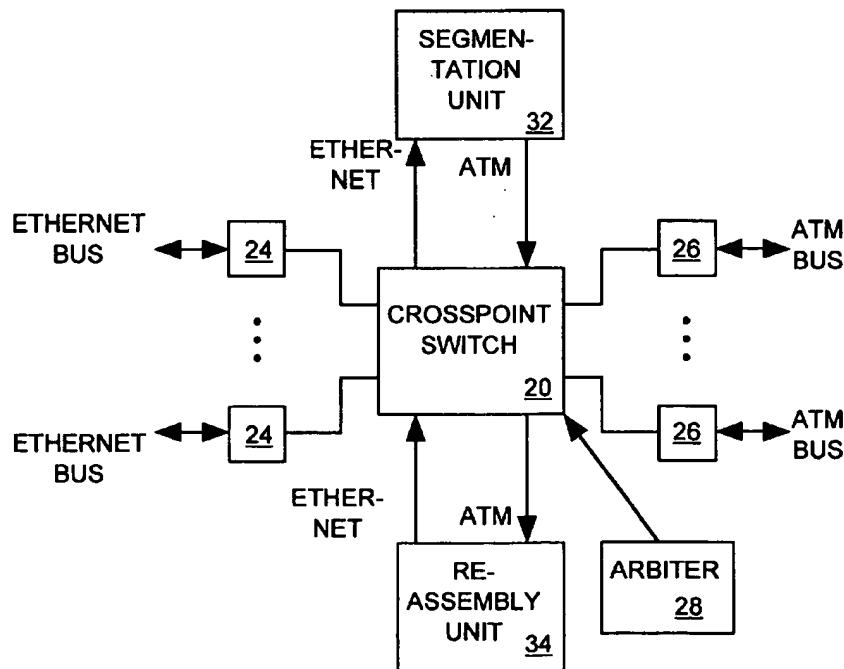 SEGMEN-
TATION
UNIT
32
ETHER-
NET
ATM
ETHERNET
BUS
24
26
ATM
BUS
CROSSPOINT
SWITCH
20
ETHERNET
BUS
24
26
ATM
BUS
ETHER-
NET
ATM
RE-
ASSEMBLY
UNIT
34
ARBITER
28